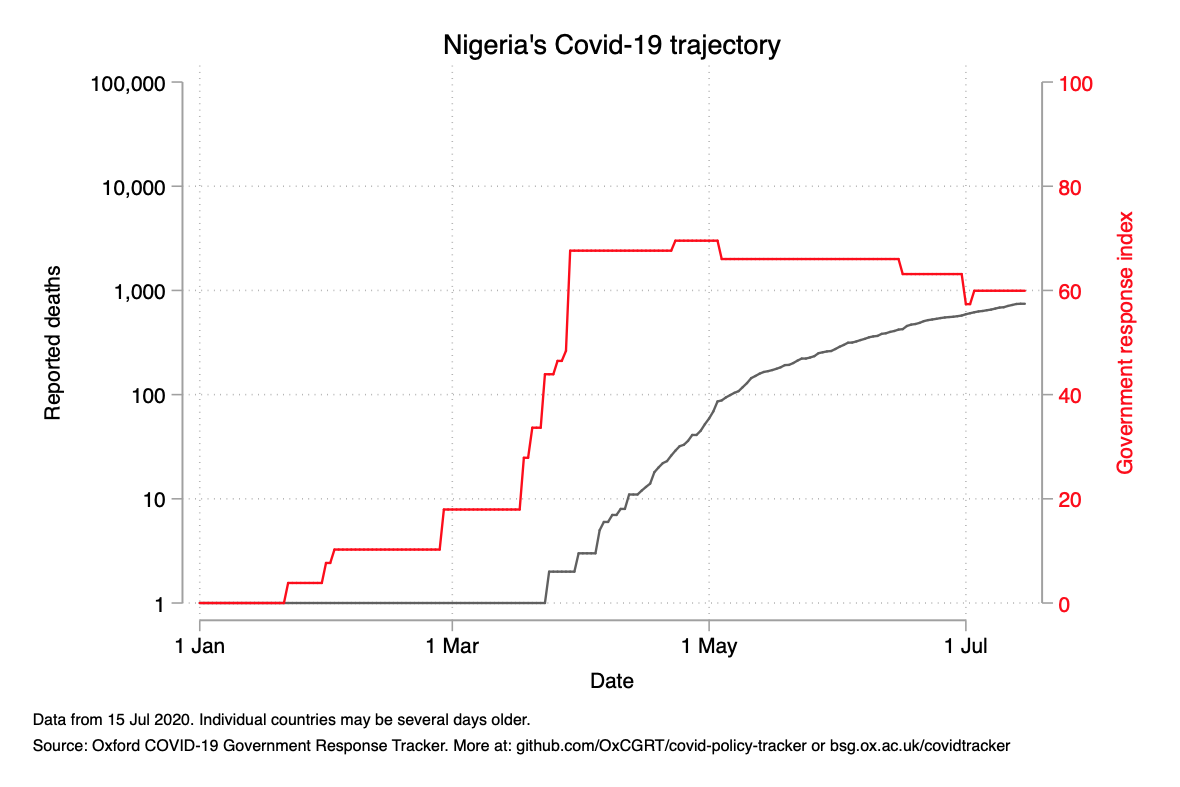 Nigeria's Covid-19 trajectory
100,000
10,000
1,000
100
10
1
Reported deaths
100
80
60
40
20
0
Government response index
1 Jan
1 Mar
1 May
1 Jul
Date
Data from 15 Jul 2020. Individual countries may be several days older.
Source: Oxford COVID-19 Government Response Tracker. More at: github.com/OxCGRT/covid-policy-tracker or bsg.ox.ac.uk/covidtracker